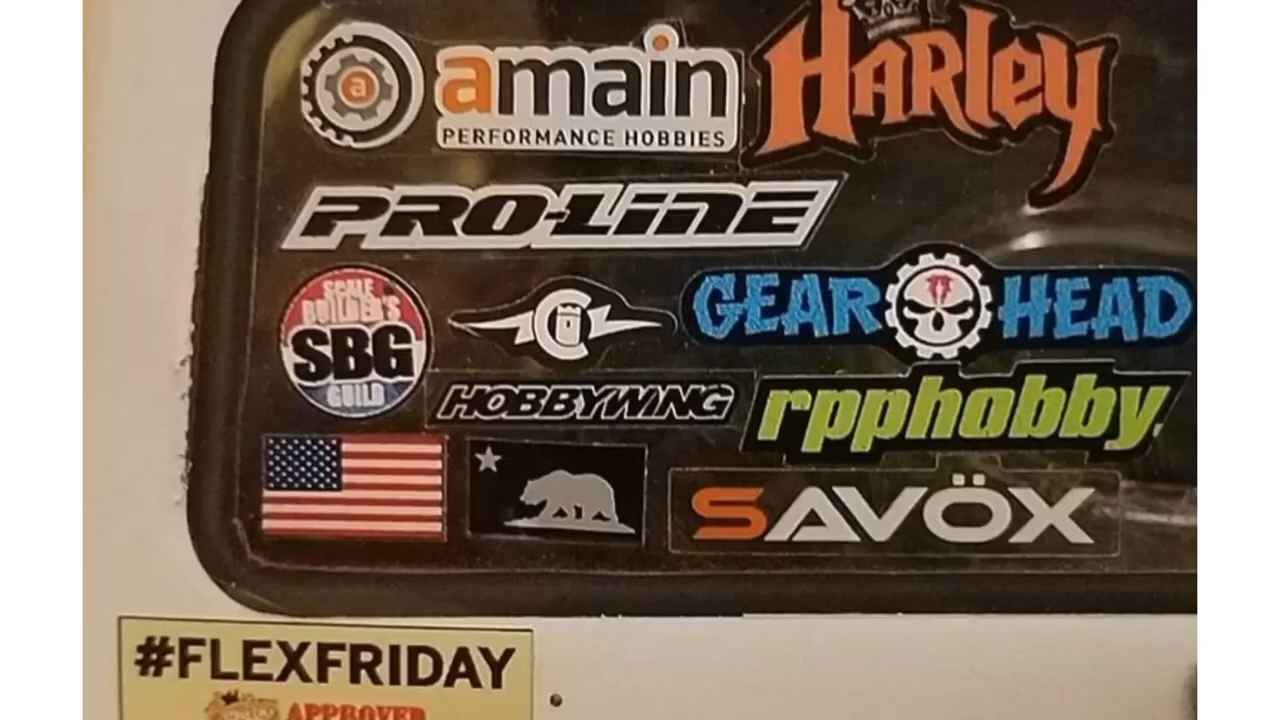 a
amain
PERFORMANCE HOBBIES
HARley
PRO-LINE
SCALE
BUILDER'S
SBG
GUILD
C
GEAR HEAD
HOBBYWING
rpphobby
SAVÖX
#FLEXFRIDAY
APPROVED